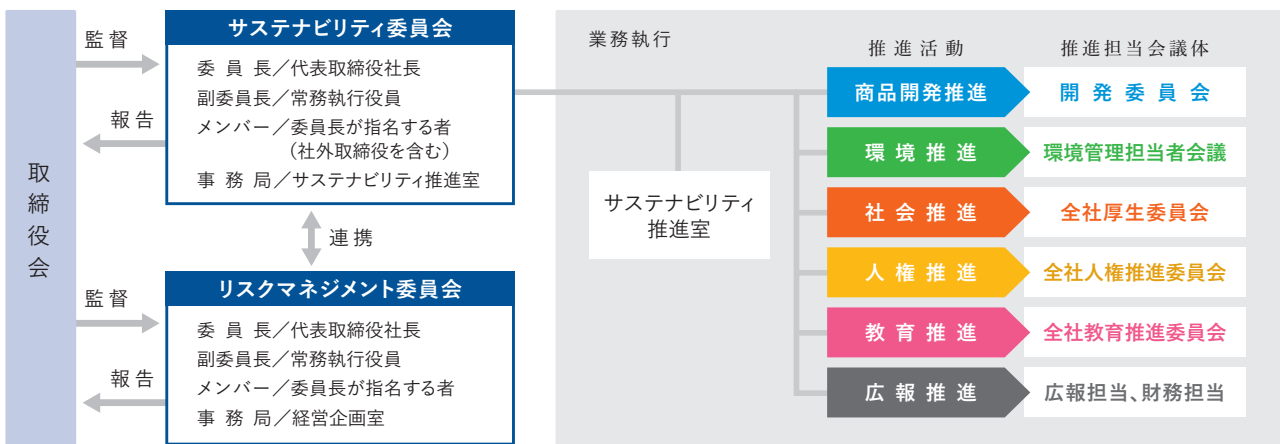 取締役会
監督
報告
サステナビリティ委員会
委員長／代表取締役社長
副委員長／常務執行役員
メンバー／委員長が指名する者
（社外取締役を含む）
事務局／サステナビリティ推進室
連携
監督
報告
リスクマネジメント委員会
委員長／代表取締役社長
副委員長／常務執行役員
メンバー／委員長が指名する者
事務局／経営企画室
業務執行
サステナビリティ
推進室
推進活動
推進担当会議体
商品開発推進
開発委員会
環境推進
環境管理担当者会議
社会推進
全社厚生委員会
人権推進
全社人権推進委員会
教育推進
全社教育推進委員会
広報推進
広報担当、財務担当